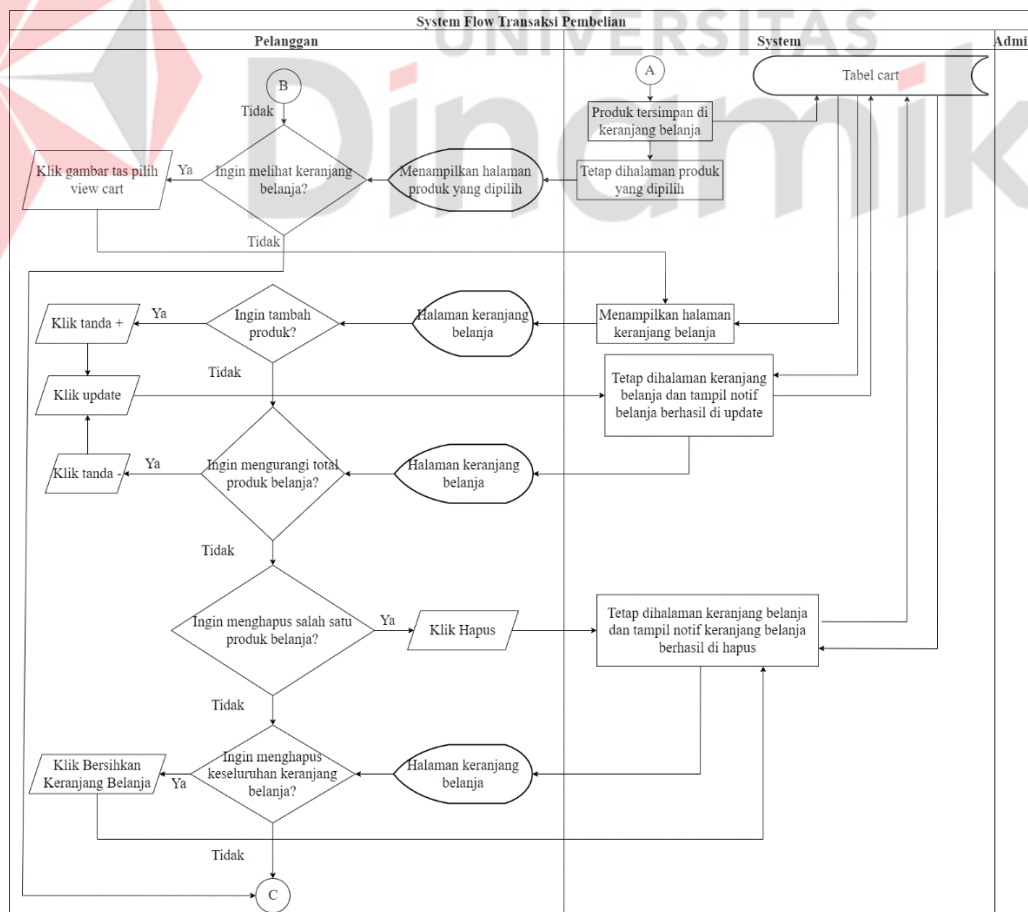 UNIVERSITAS
Dinamik
System Flow Transaksi Pembelian
Pelanggan
System
Admi
B
A
Tabel cart
Tidak
Produk tersimpan di
keranjang belanja
Klik gambar tas pilih
view cart
Ya
Ingin melihat keranjang
belanja?
Menampilkan halaman
produk yang dipilih
Tetap dihalaman produk
yang dipilih
Tidak
Klik tanda +
Ya
Ingin tambah
produk?
Halaman keranjang
belanja
Menampilkan halaman
keranjang belanja
Tidak
Klik update
Tetap dihalaman keranjang
belanja dan tampil notif
belanja berhasil di update
Klik tanda -
Ya
Ingin mengurangi total
produk belanja?
Halaman keranjang
belanja
Tidak
Ingin menghapus salah satu
produk belanja?
Ya
Klik Hapus
Tetap dihalaman keranjang belanja
dan tampil notif keranjang belanja
berhasil di hapus
Tidak
Klik Bersihkan
Keranjang Belanja
Ya
Ingin menghapus
keseluruhan keranjang
belanja?
Halaman keranjang
belanja
Tidak
C